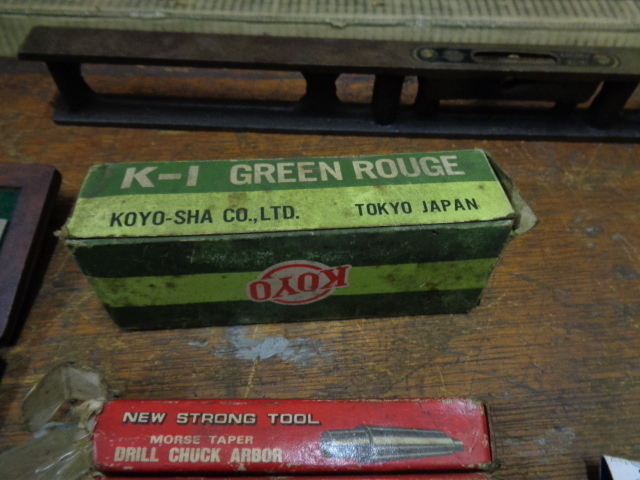 K-1 GREEN ROUGE
KOYO-SHA CO.,LTD. TOKYO JAPAN
KOYO
NEW STRONG TOOL
MORSE TAPER
DRILL CHUCK ARBOR